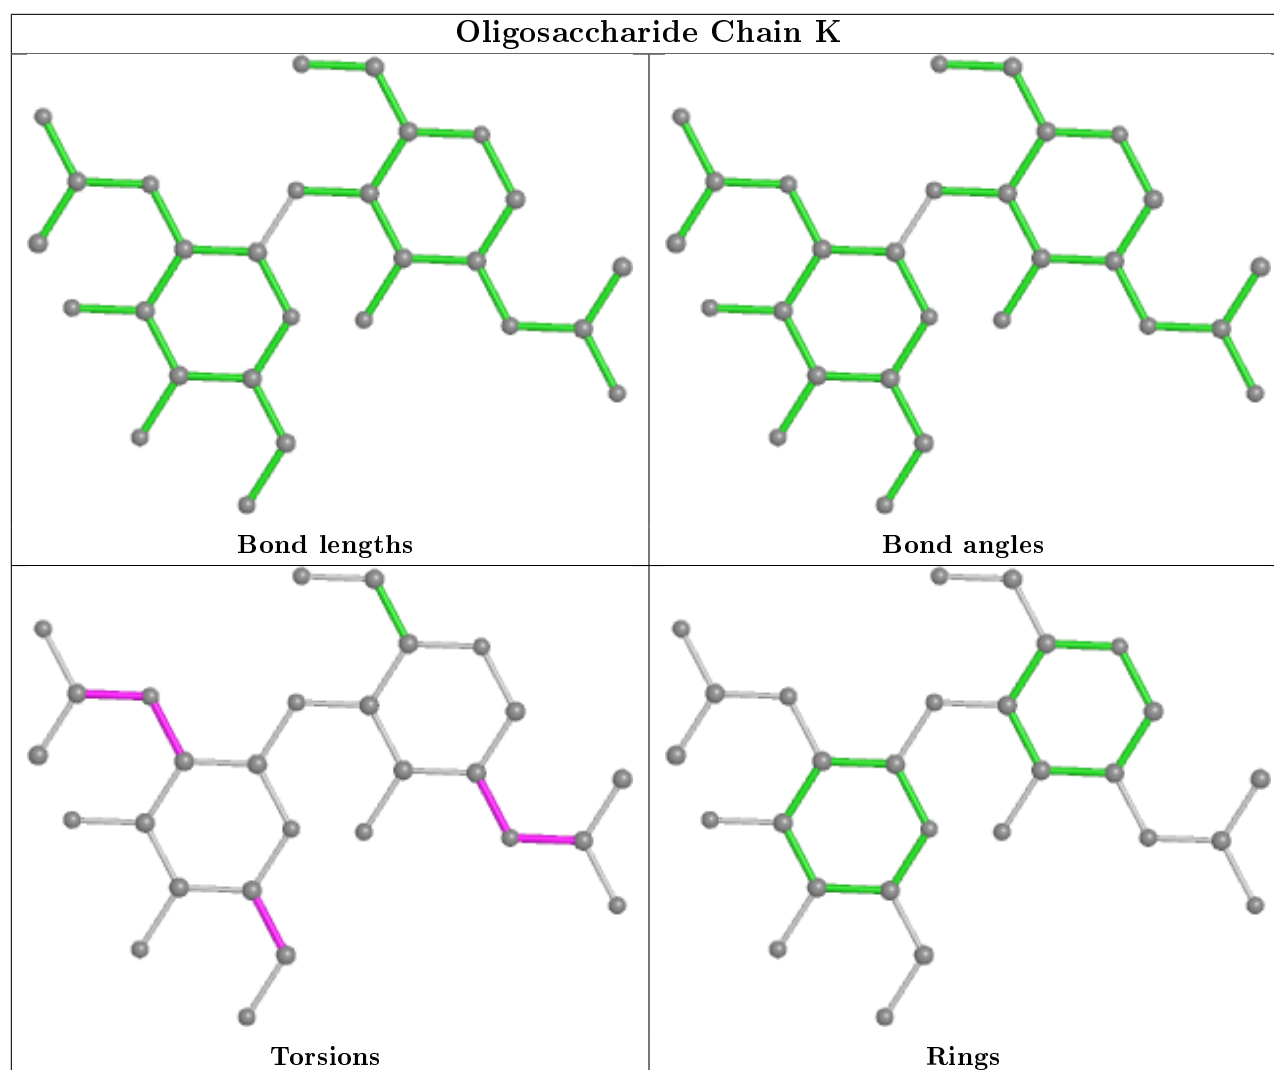 Oligosaccharide Chain K
Bond lengths
Bond angles
Torsions
Rings